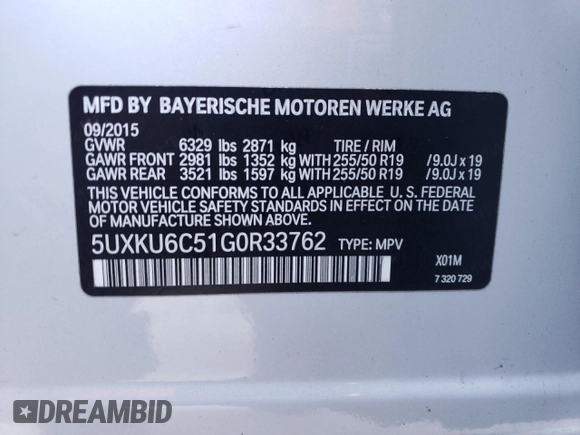 MFD BY BAYERISCHE MOTOREN WERKE AG
09/2015
GVWR 6329 lbs 2871 kg TIRE / RIM
GAWR FRONT 2981 lbs 1352 kg WITH 255/50 R19 /9.0J x 19
GAWR REAR 3521 lbs 1597 kg WITH 255/50 R19 /9.0J x 19
THIS VEHICLE CONFORMS TO ALL APPLICABLE U. S. FEDERAL
MOTOR VEHICLE SAFETY STANDARDS IN EFFECT ON THE DATE
OF MANUFACTURE SHOWN ABOVE.
5UXKU6C51G0R33762 TYPE: MPV
X01M
7 320 729
DREAMBID